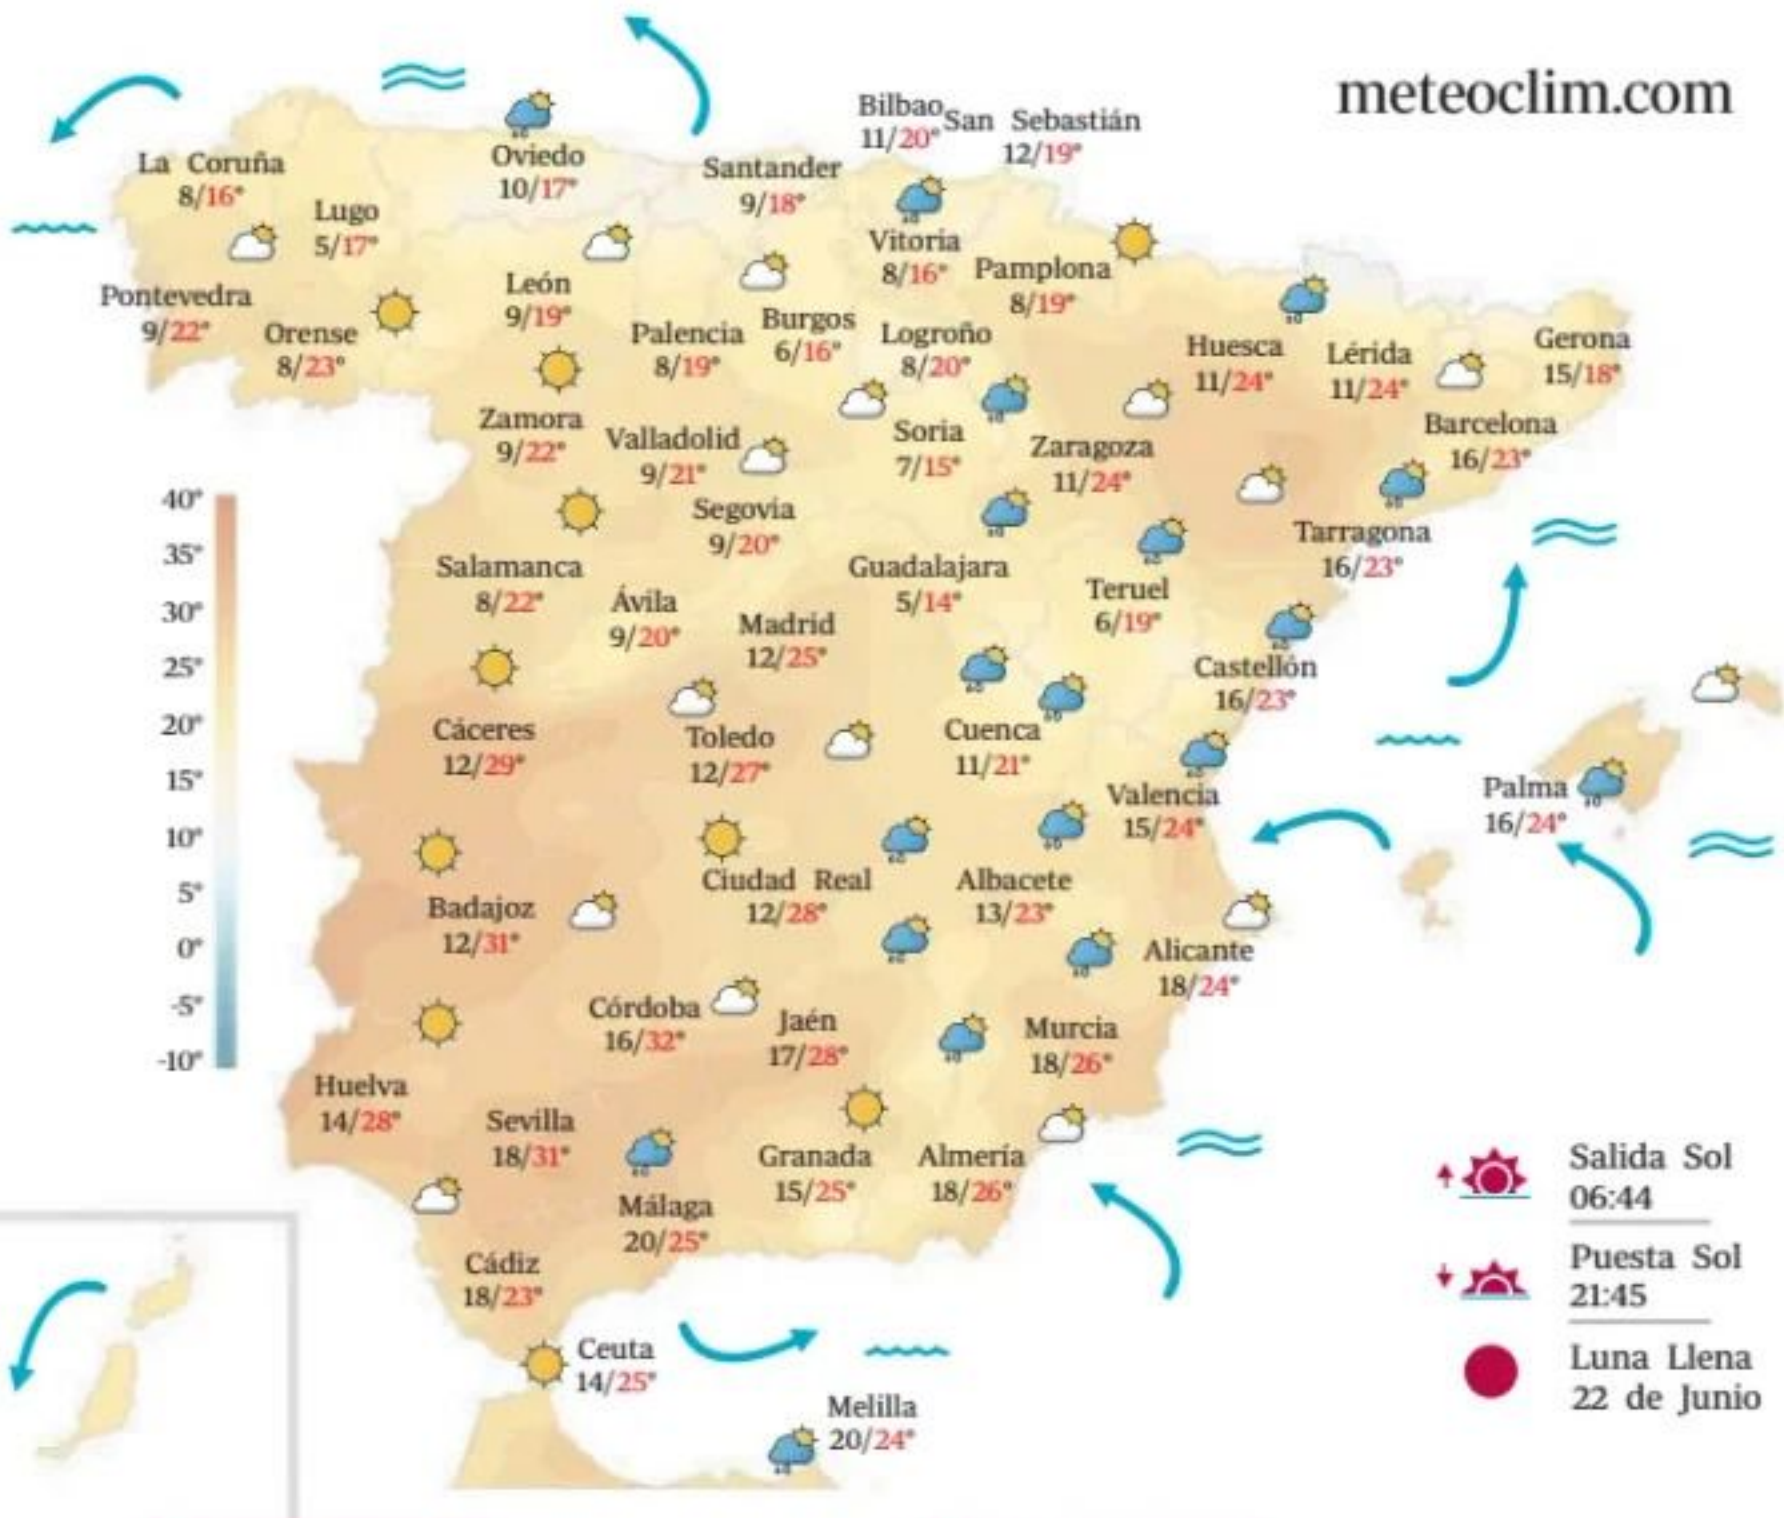 meteoclim.com
La Coruña
8/16°
Lugo
5/17°
Oviedo
10/17°
Santander
9/18°
Bilbao
11/20°
San Sebastián
12/19°
Vitoria
8/16°
Pamplona
8/19°
Pontevedra
9/22°
Orense
8/23°
León
9/19°
Palencia
8/19°
Burgos
6/16°
Logroño
8/20°
Huesca
11/24°
Lérida
11/24°
Gerona
15/18°
Zamora
9/22°
Valladolid
9/21°
Soria
7/15°
Zaragoza
11/24°
Barcelona
16/23°
Segovia
9/20°
Tarragona
16/23°
Salamanca
8/22°
Ávila
9/20°
Madrid
12/25°
Guadalajara
5/14°
Teruel
6/19°
Castellón
16/23°
Cáceres
12/29°
Toledo
12/27°
Cuenca
11/21°
Valencia
15/24°
Palma
16/24°
Badajoz
12/31°
Ciudad Real
12/28°
Albacete
13/23°
Alicante
18/24°
Córdoba
16/32°
Jaén
17/28°
Murcia
18/26°
Huelva
14/28°
Sevilla
18/31°
Málaga
20/25°
Granada
15/25°
Almería
18/26°
Cádiz
18/23°
Ceuta
14/25°
Melilla
20/24°
40°
35°
30°
25°
20°
15°
10°
5°
0°
-5°
-10°
Salida Sol
06:44
Puesta Sol
21:45
Luna Llena
22 de Junio